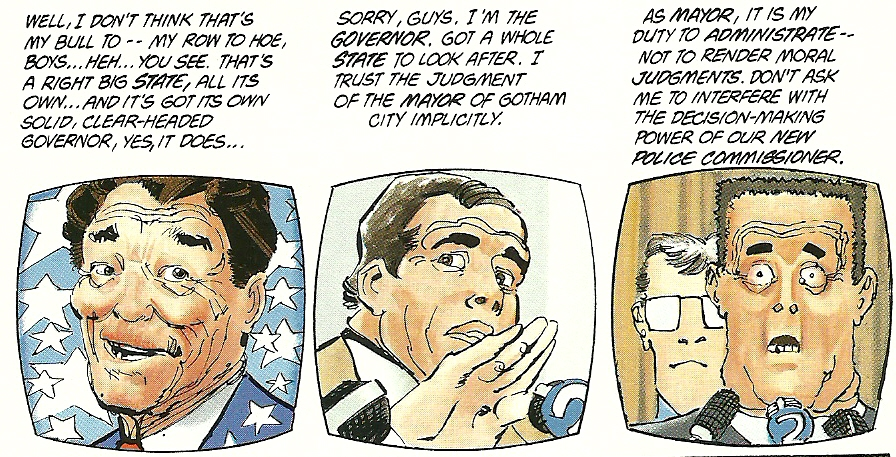 WELL, I DON'T THINK THAT'S
MY BULL TO -- MY ROW TO HOE,
BOYS...HEH...YOU SEE. THAT'S
A RIGHT BIG STATE, ALL ITS
OWN...AND IT'S GOT ITS OWN
SOLID, CLEAR-HEADED
GOVERNOR, YES, IT DOES...
SORRY, GUYS. I'M THE
GOVERNOR. GOT A WHOLE
STATE TO LOOK AFTER. I
TRUST THE JUDGMENT
OF THE MAYOR OF GOTHAM
CITY IMPLICITLY.
AS MAYOR, IT IS MY
DUTY TO ADMINISTRATE--
NOT TO RENDER MORAL
JUDGMENTS. DON'T ASK
ME TO INTERFERE WITH
THE DECISION-MAKING
POWER OF OUR NEW
POLICE COMMISSIONER.
2
2